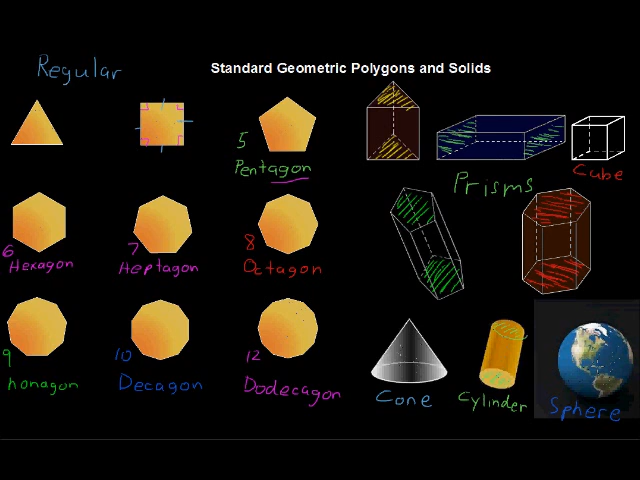 Regular
Standard Geometric Polygons and Solids
5
Pentagon
Prisms
Cube
6
Hexagon
7
Heptagon
8
Octagon
9
nonagon
10
Decagon
12
Dodecagon
Cone
Cylinder
Sphere